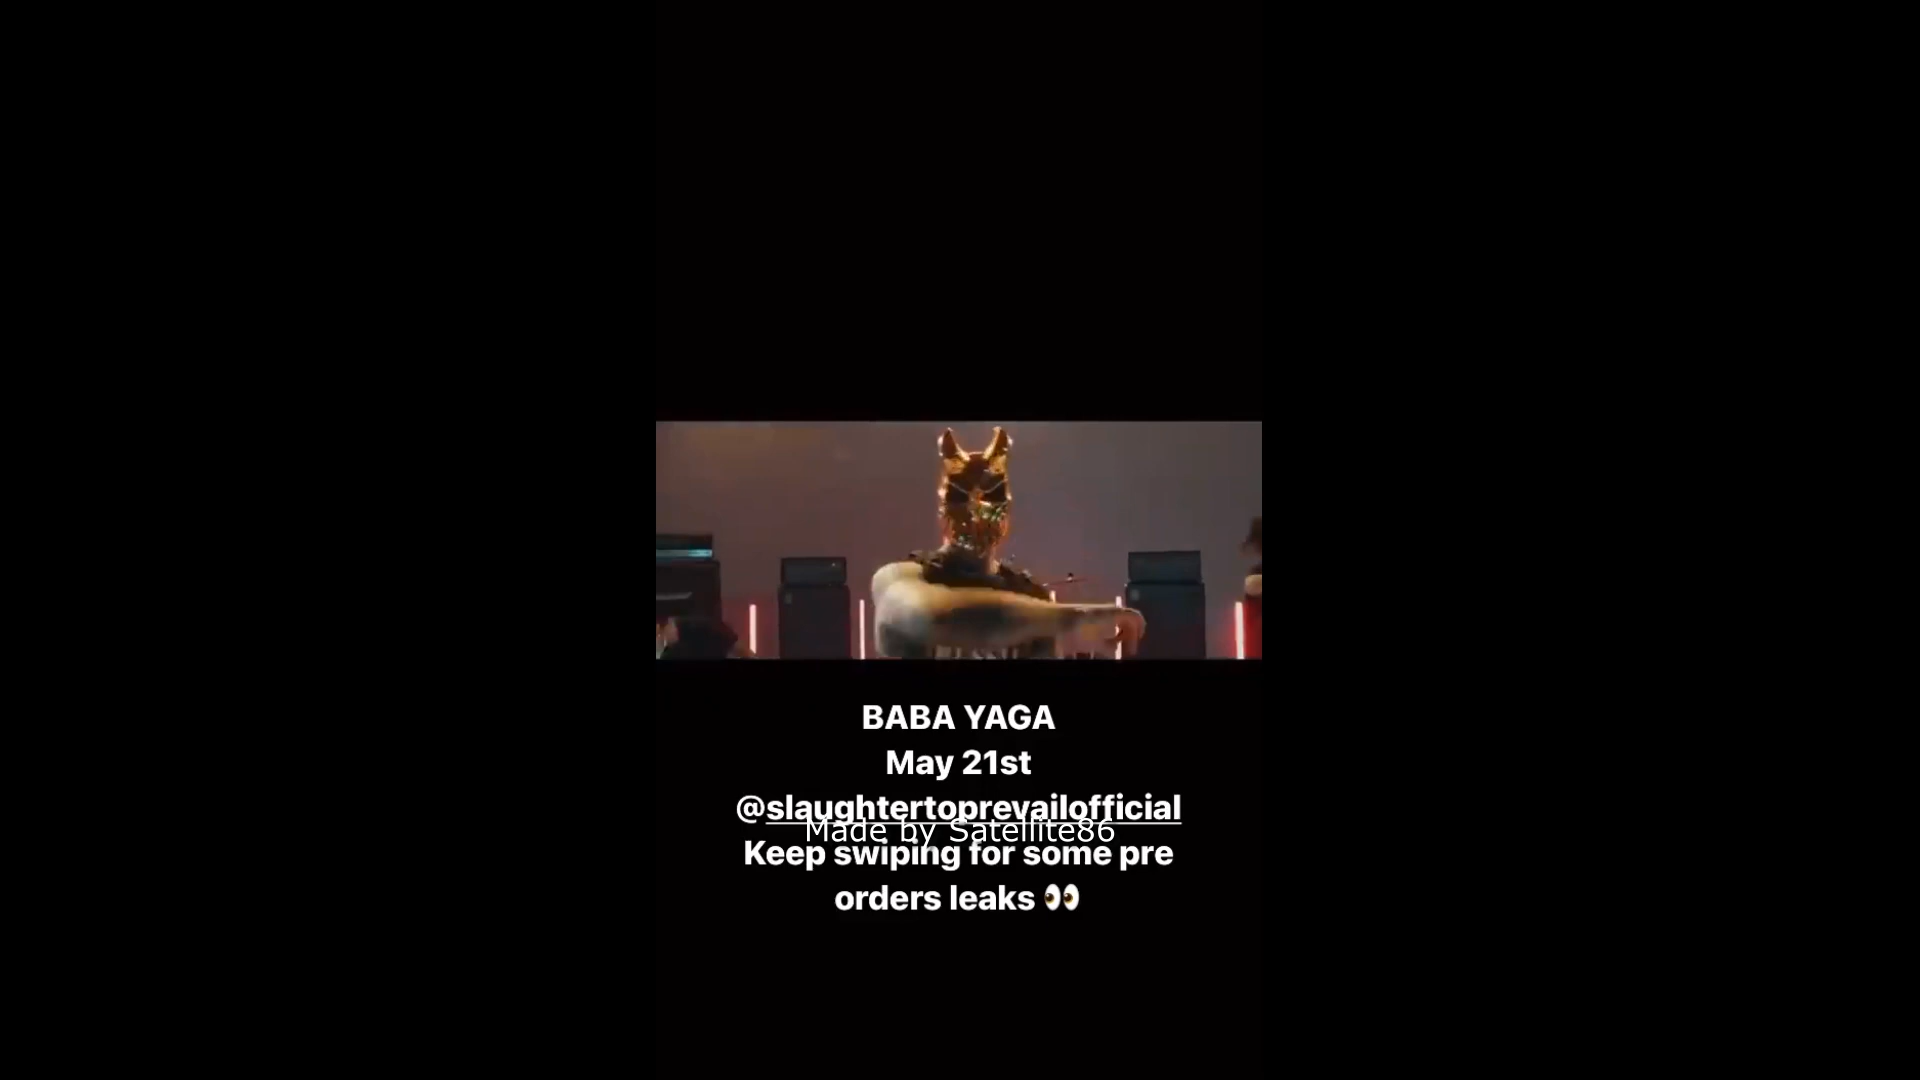 BABA YAGA
May 21st
@slaughtertoprevailofficial
Made by Satellite86
Keep swiping for some pre
orders leaks 👀